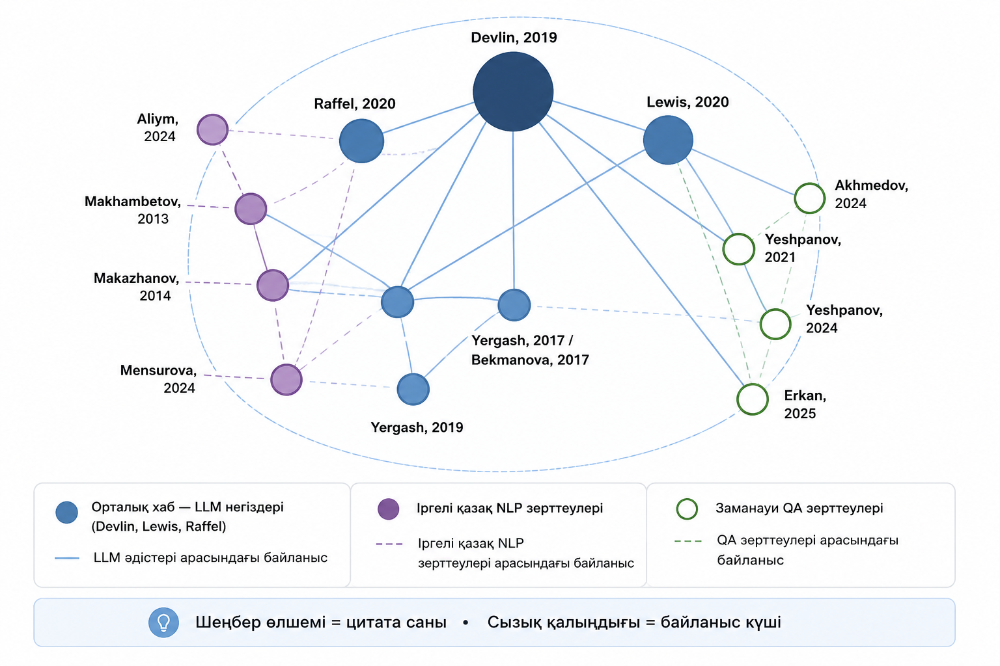 Devlin, 2019
Raffel, 2020
Lewis, 2020
Aliym,
2024
Akhmedov,
2024
Makhambetov,
2013
Yeshpanov,
2021
Makazhanov,
2014
Yeshpanov,
2024
Yergash, 2017 /
Bekmanova, 2017
Mensurova,
2024
Erkan,
2025
Yergash, 2019
Орталық хаб — LLM негіздері
(Devlin, Lewis, Raffel)
LLM әдістері арасындағы байланыс
Іргелі қазақ NLP зерттеулері
Іргелі қазақ NLP
зерттеулері арасындағы байланыс
Заманауи QA зерттеулері
QA зерттеулері арасындағы
байланыс
Шеңбер өлшемі = цитата саны • Сызық қалыңдығы = байланыс күші